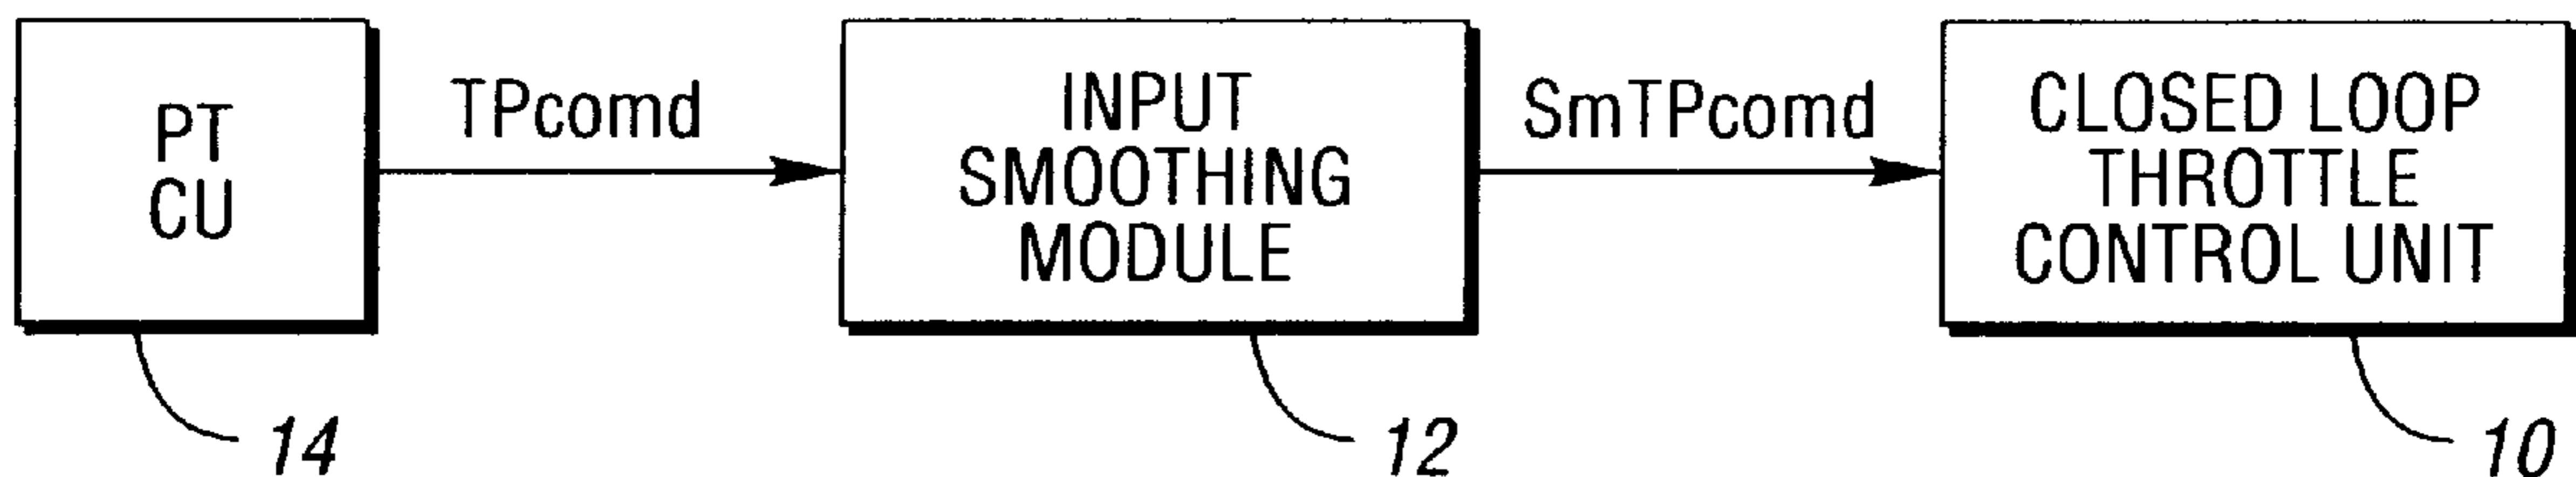 PT
CU
TPcomd
INPUT
SMOOTHING
MODULE
SmTPcomd
CLOSED LOOP
THROTTLE
CONTROL UNIT
14
12
10